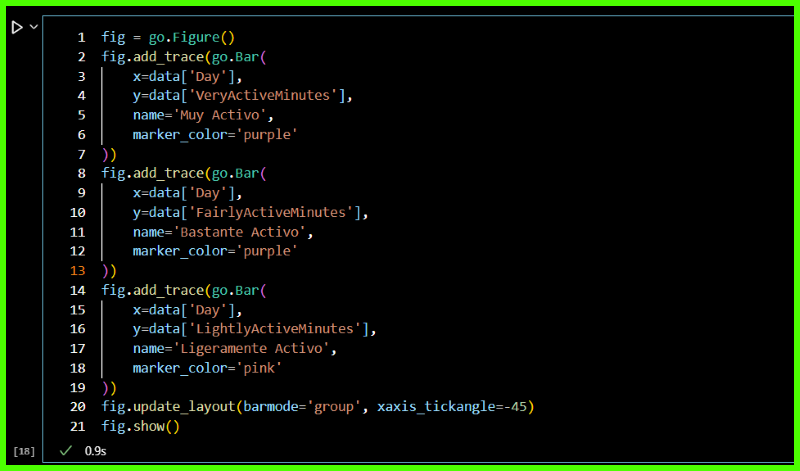 1 fig = go.Figure()
2 fig.add_trace(go.Bar(
3     x=data['Day'],
4     y=data['VeryActiveMinutes'],
5     name='Muy Activo',
6     marker_color='purple'
7 ))
8 fig.add_trace(go.Bar(
9     x=data['Day'],
10     y=data['FairlyActiveMinutes'],
11     name='Bastante Activo',
12     marker_color='purple'
13 ))
14 fig.add_trace(go.Bar(
15     x=data['Day'],
16     y=data['LightlyActiveMinutes'],
17     name='Ligeramente Activo',
18     marker_color='pink'
19 ))
20 fig.update_layout(barmode='group', xaxis_tickangle=-45)
21 fig.show()
[18] ✓ 0.9s